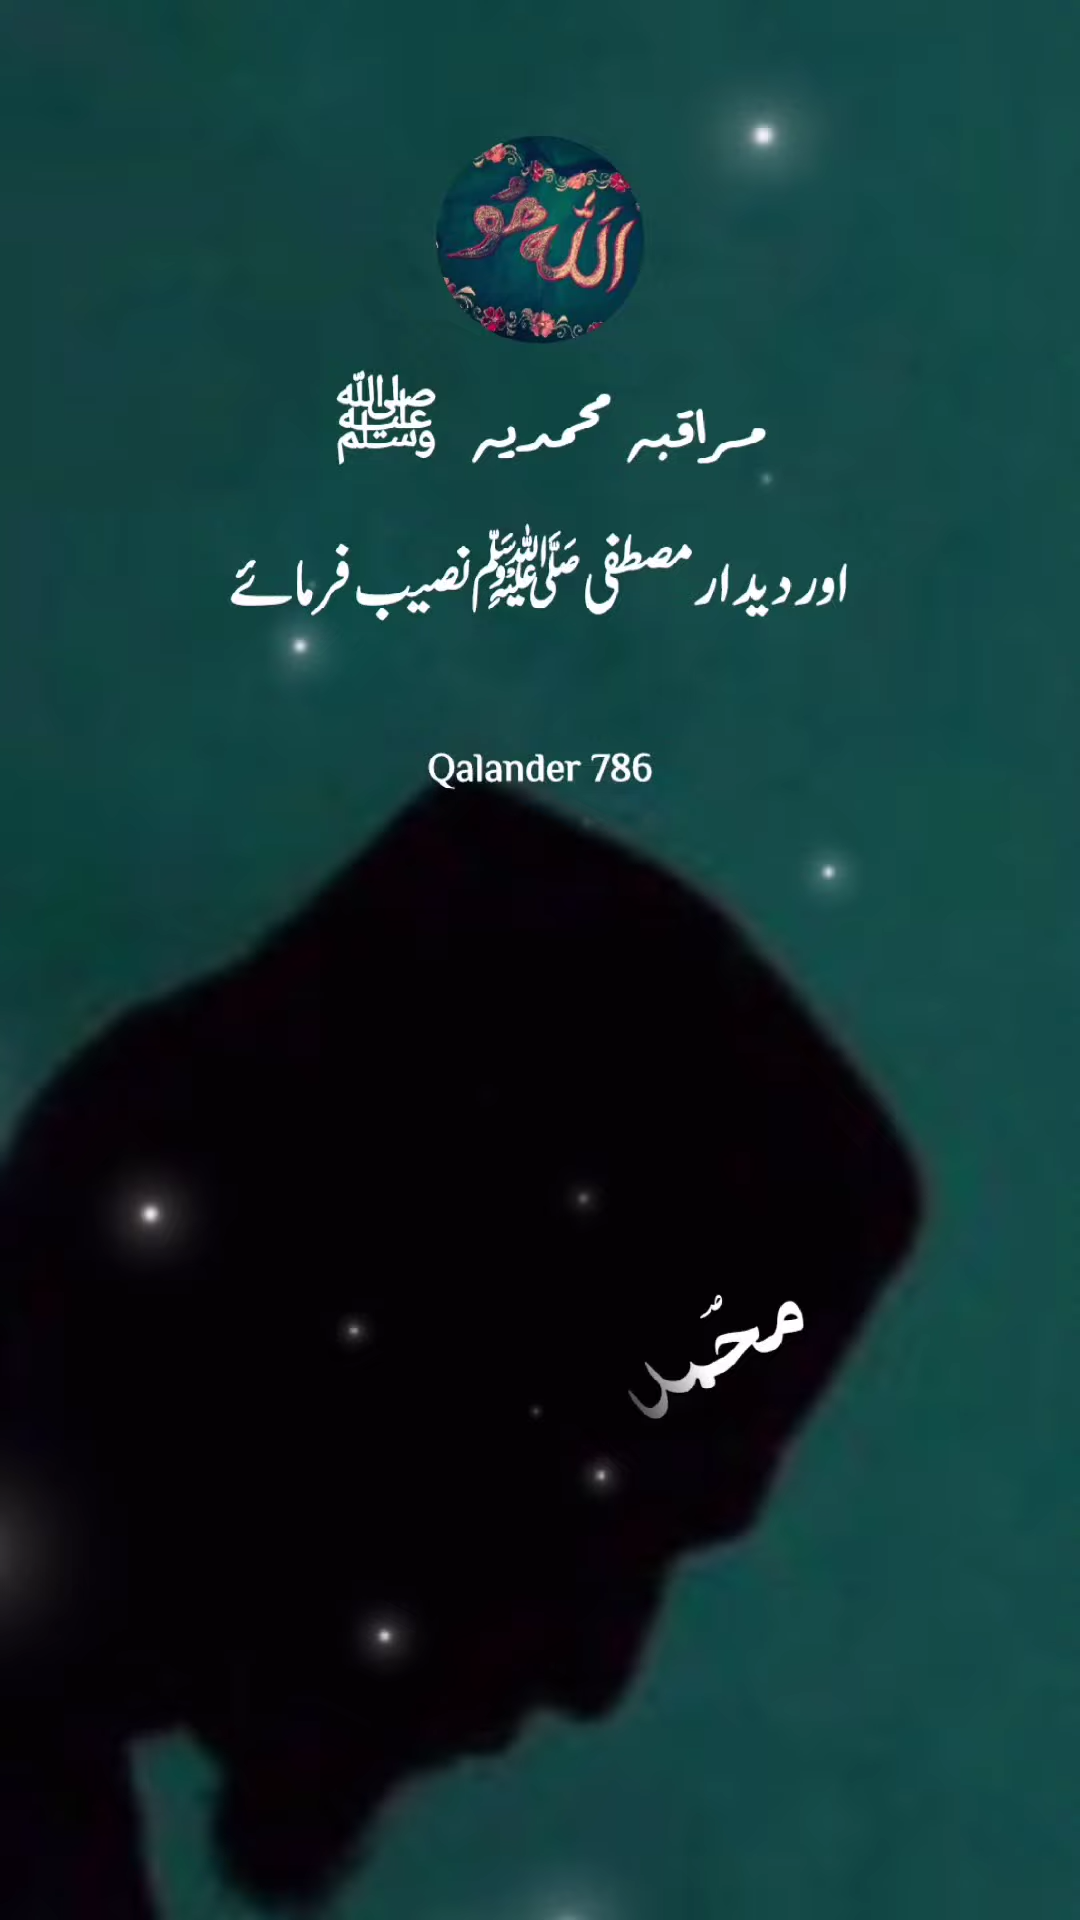 اللہ ھُو
مراقبہ محمدیہ ﷺ
اور دیدار مصطفی ﷺ نصیب فرمائے
Qalander 786
محمدؐ